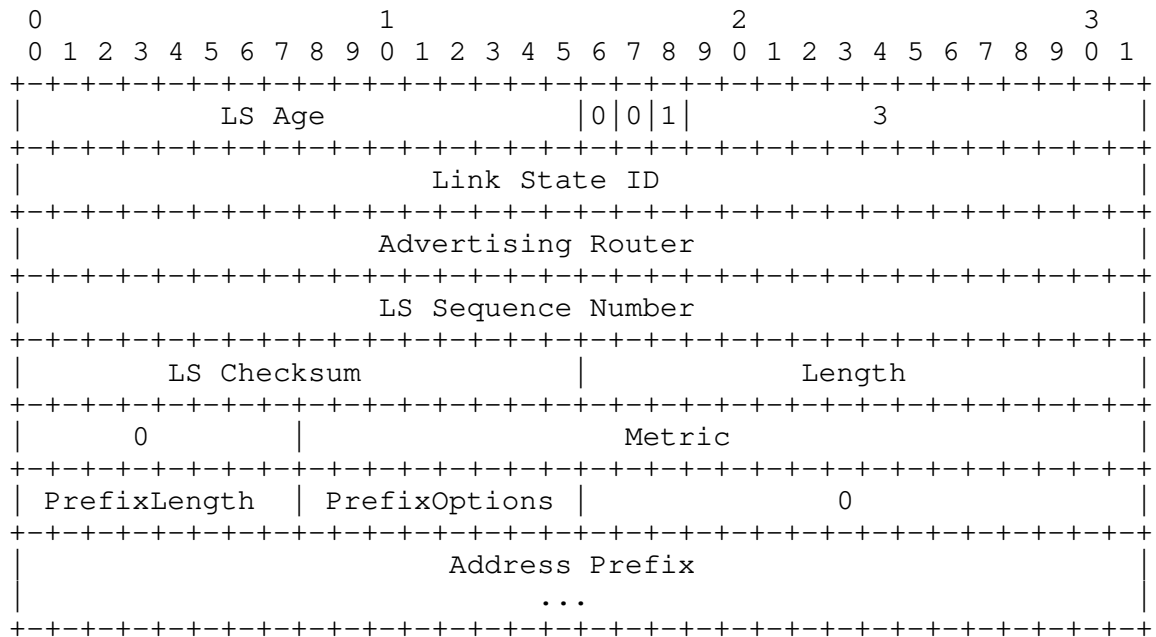 0                   1                   2                   3
 0 1 2 3 4 5 6 7 8 9 0 1 2 3 4 5 6 7 8 9 0 1 2 3 4 5 6 7 8 9 0 1
+-+-+-+-+-+-+-+-+-+-+-+-+-+-+-+-+-+-+-+-+-+-+-+-+-+-+-+-+-+-+-+-+
|           LS Age              |0|0|1|          3              |
+-+-+-+-+-+-+-+-+-+-+-+-+-+-+-+-+-+-+-+-+-+-+-+-+-+-+-+-+-+-+-+-+
|                       Link State ID                           |
+-+-+-+-+-+-+-+-+-+-+-+-+-+-+-+-+-+-+-+-+-+-+-+-+-+-+-+-+-+-+-+-+
|                    Advertising Router                         |
+-+-+-+-+-+-+-+-+-+-+-+-+-+-+-+-+-+-+-+-+-+-+-+-+-+-+-+-+-+-+-+-+
|                    LS Sequence Number                         |
+-+-+-+-+-+-+-+-+-+-+-+-+-+-+-+-+-+-+-+-+-+-+-+-+-+-+-+-+-+-+-+-+
|        LS Checksum            |            Length             |
+-+-+-+-+-+-+-+-+-+-+-+-+-+-+-+-+-+-+-+-+-+-+-+-+-+-+-+-+-+-+-+-+
|      0        |                  Metric                       |
+-+-+-+-+-+-+-+-+-+-+-+-+-+-+-+-+-+-+-+-+-+-+-+-+-+-+-+-+-+-+-+-+
| PrefixLength  | PrefixOptions |              0                |
+-+-+-+-+-+-+-+-+-+-+-+-+-+-+-+-+-+-+-+-+-+-+-+-+-+-+-+-+-+-+-+-+
|                        Address Prefix                         |
|                             ...                               |
+-+-+-+-+-+-+-+-+-+-+-+-+-+-+-+-+-+-+-+-+-+-+-+-+-+-+-+-+-+-+-+-+